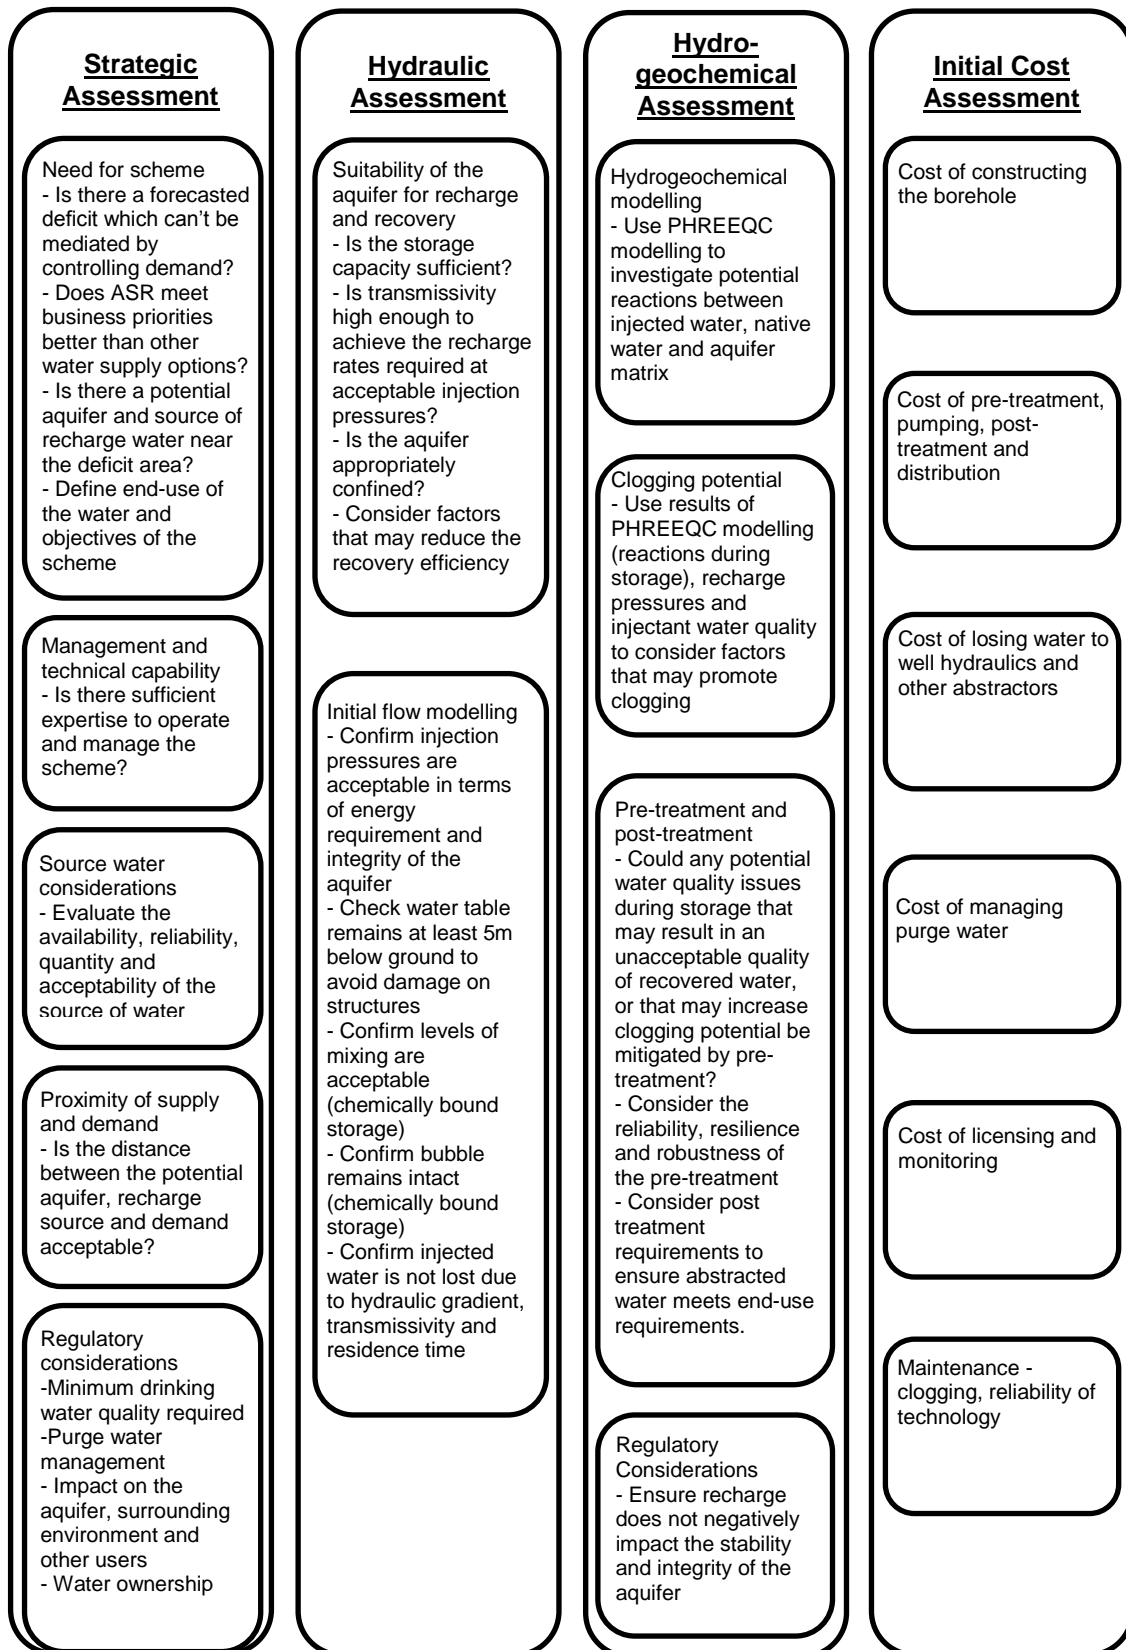 Strategic
Assessment
Need for scheme
- Is there a forecasted
deficit which can't be
mediated by
controlling demand?
- Does ASR meet
business priorities
better than other
water supply options?
- Is there a potential
aquifer and source of
recharge water near
the deficit area?
- Define end-use of
the water and
objectives of the
scheme
Management and
technical capability
- Is there sufficient
expertise to operate
and manage the
scheme?
Source water
considerations
- Evaluate the
availability, reliability,
quantity and
acceptability of the
source of water
Proximity of supply
and demand
- Is the distance
between the potential
aquifer, recharge
source and demand
acceptable?
Regulatory
considerations
-Minimum drinking
water quality required
-Purge water
management
- Impact on the
aquifer, surrounding
environment and
other users
- Water ownership
Hydraulic
Assessment
Suitability of the
aquifer for recharge
and recovery
- Is the storage
capacity sufficient?
- Is transmissivity
high enough to
achieve the recharge
rates required at
acceptable injection
pressures?
- Is the aquifer
appropriately
confined?
- Consider factors
that may reduce the
recovery efficiency
Initial flow modelling
- Confirm injection
pressures are
acceptable in terms
of energy
requirement and
integrity of the
aquifer
- Check water table
remains at least 5m
below ground to
avoid damage on
structures
- Confirm levels of
mixing are
acceptable
(chemically bound
storage)
- Confirm bubble
remains intact
(chemically bound
storage)
- Confirm injected
water is not lost due
to hydraulic gradient,
transmissivity and
residence time
Hydro-
geochemical
Assessment
Hydrogeochemical
modelling
- Use PHREEQC
modelling to
investigate potential
reactions between
injected water, native
water and aquifer
matrix
Clogging potential
- Use results of
PHREEQC modelling
(reactions during
storage), recharge
pressures and
injectant water quality
to consider factors
that may promote
clogging
Pre-treatment and
post-treatment
- Could any potential
water quality issues
during storage that
may result in an
unacceptable quality
of recovered water,
or that may increase
clogging potential be
mitigated by pre-
treatment?
- Consider the
reliability, resilience
and robustness of
the pre-treatment
- Consider post
treatment
requirements to
ensure abstracted
water meets end-use
requirements.
Regulatory
Considerations
- Ensure recharge
does not negatively
impact the stability
and integrity of the
aquifer
Initial Cost
Assessment
Cost of constructing
the borehole
Cost of pre-treatment,
pumping, post-
treatment and
distribution
Cost of losing water to
well hydraulics and
other abstractors
Cost of managing
purge water
Cost of licensing and
monitoring
Maintenance -
clogging, reliability of
technology